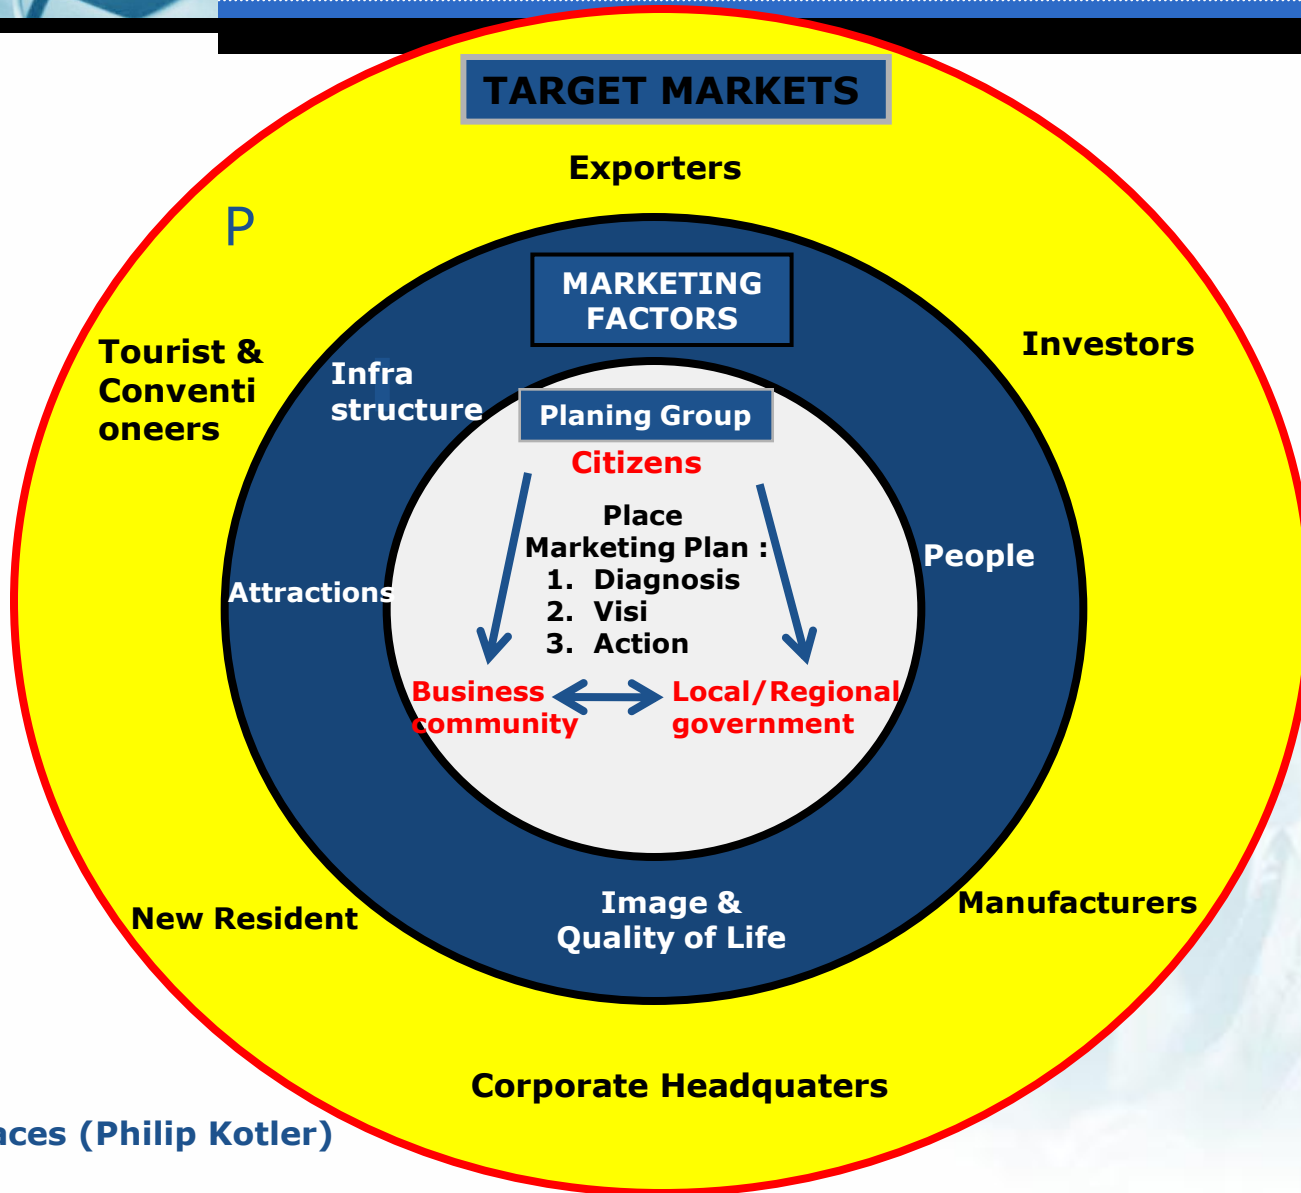 TARGET MARKETS
Exporters
P
MARKETING
FACTORS
Tourist &
Conventi
oneers
Investors
Infra
structure
Planing Group
Citizens
Place
Marketing Plan :
1. Diagnosis
2. Visi
3. Action
People
Attractions
Business
community
Local/Regional
government
Image &
Quality of Life
New Resident
Manufacturers
Corporate Headquaters
aces (Philip Kotler)